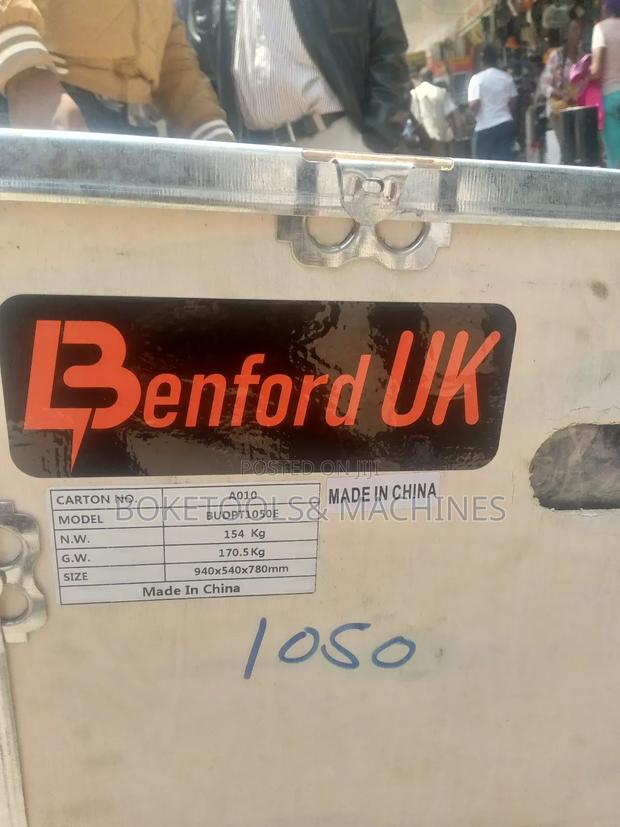 Benford UK
POSTED ON JIJI
BOKETOOLS& MACHINES
CARTON NO. A010
MADE IN CHINA
MODEL BUDPT1050E
N.W. 154 Kg
G.W. 170.5Kg
SIZE 940x540x780mm
Made In China
1050